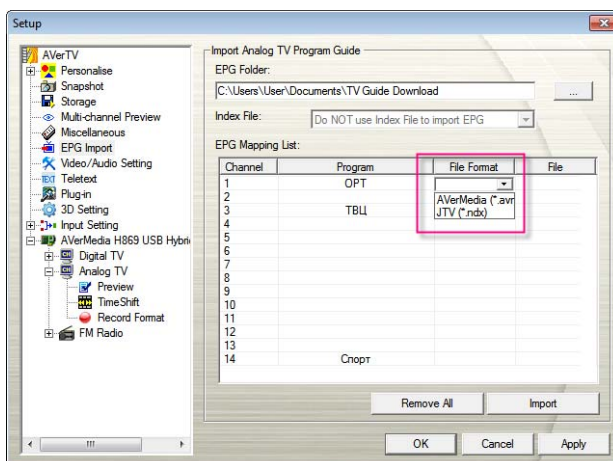 Setup
AVerTV
Personalise
Snapshot
Storage
Multi-channel Preview
Miscellaneous
EPG Import
Video/Audio Setting
Teletext
Plug-in
3D Setting
Input Setting
AVerMedia H869 USB Hybri
Digital TV
Analog TV
Preview
TimeShift
Record Format
FM Radio
Import Analog TV Program Guide
EPG Folder:
C:\Users\User\Documents\TV Guide Download
...
Index File:
Do NOT use Index File to import EPG
EPG Mapping List:
Channel Program File Format File
1 ОРТ
AVerMedia (*.avr
JTV (*.ndx)
2
3 ТВЦ
4
5
6
7
8
9
10
11
12
13
14 Спорт
Remove All Import
OK Cancel Apply